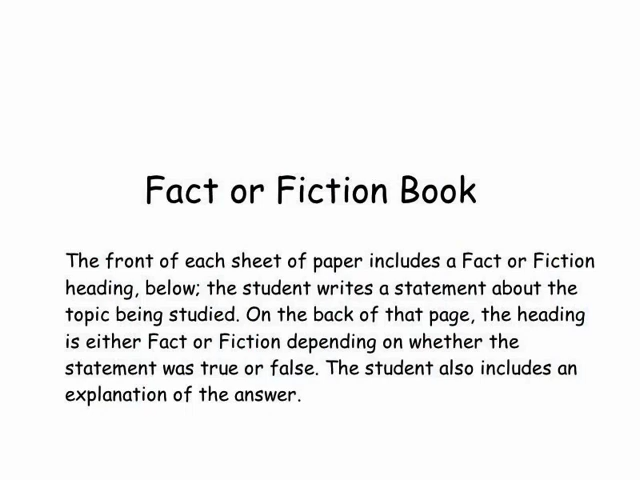 Fact or Fiction Book
The front of each sheet of paper includes a Fact or Fiction
heading, below; the student writes a statement about the
topic being studied. On the back of that page, the heading
is either Fact or Fiction depending on whether the
statement was true or false. The student also includes an
explanation of the answer.